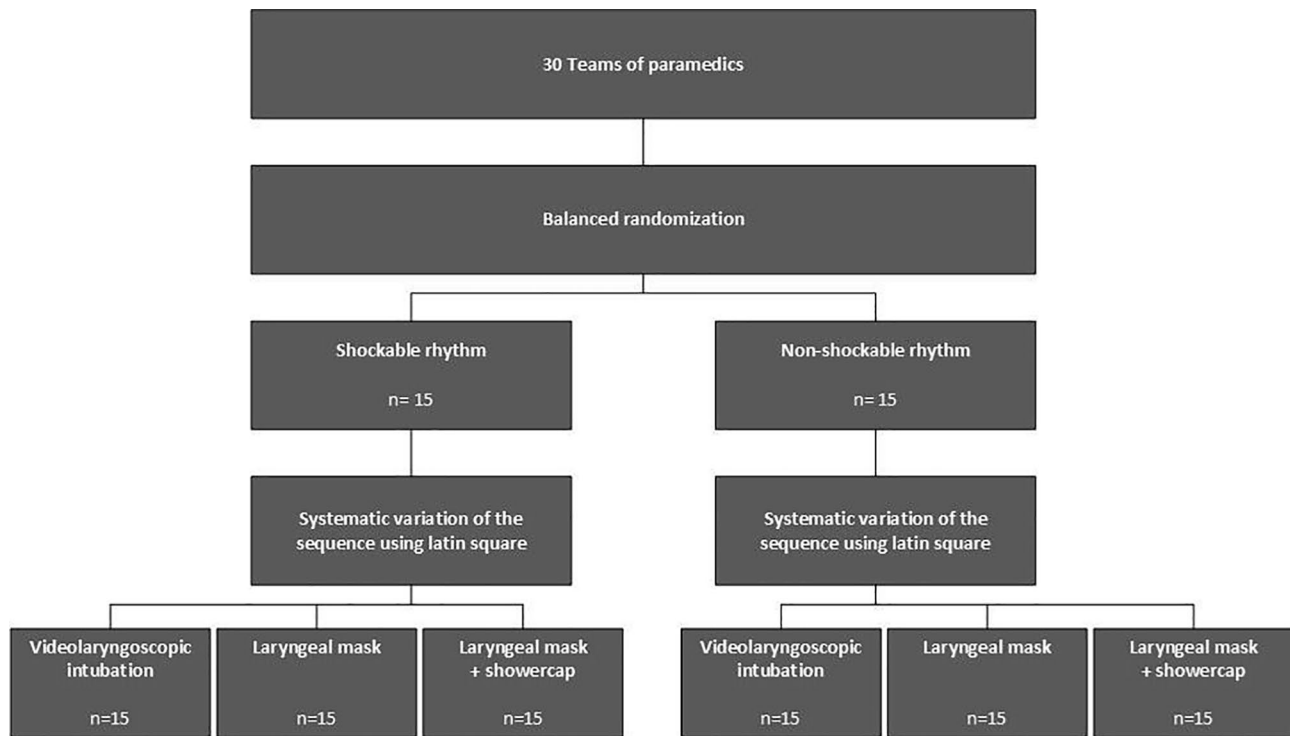 30 Teams of paramedics
Balanced randomization
Shockable rhythm
n= 15
Non-shockable rhythm
n= 15
Systematic variation of the
sequence using latin square
Systematic variation of the
sequence using latin square
Videolaryngoscopic
intubation
n=15
Laryngeal mask
n=15
Laryngeal mask
+ showercap
n=15
Videolaryngoscopic
intubation
n=15
Laryngeal mask
n=15
Laryngeal mask
+ showercap
n=15